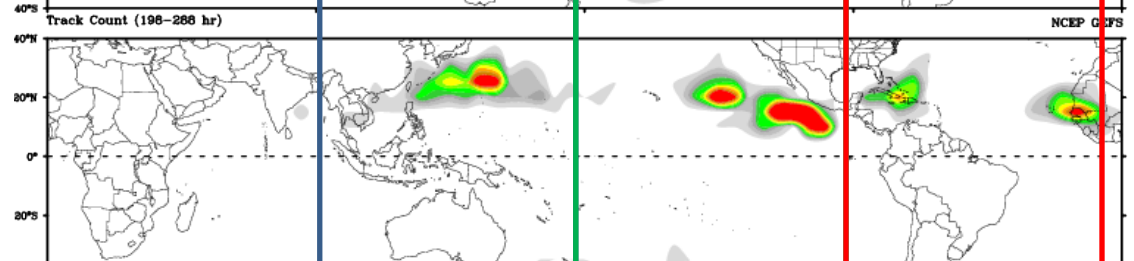 40°S
Track Count (198–288 hr) NCEP GEFS
40°N
20°N
0°
20°S